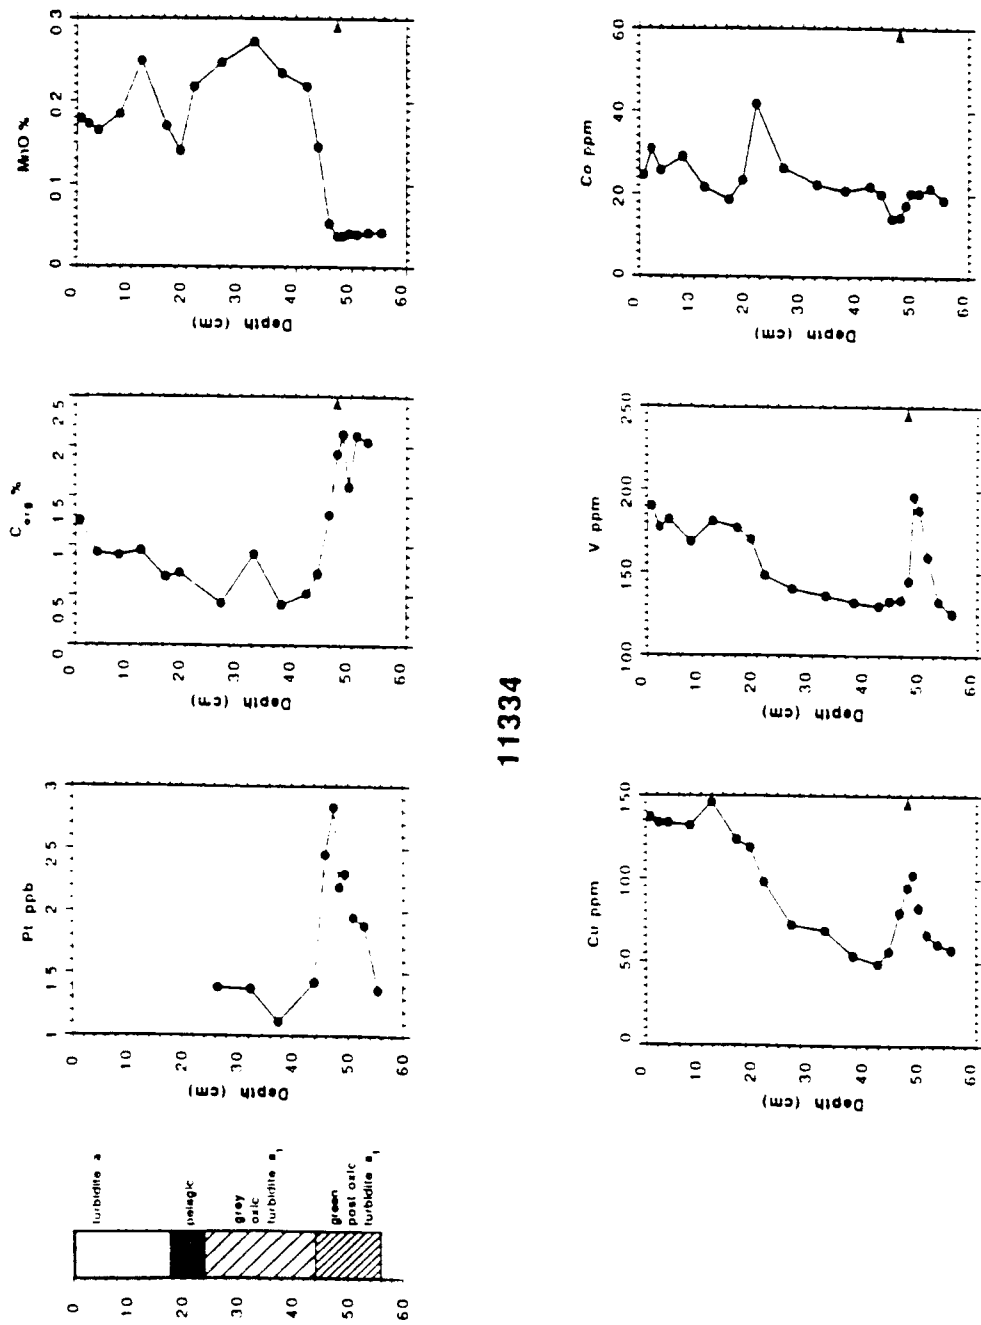 0 10 20 30 40 50 60
turbidite a
pelagic
grey
oxic
turbidite a1
green
post oxic
turbidite a1
Pt ppb
1 1 5 2 2 5 3
0 10 20 30 40 50 60
Depth (cm)
C org %
0 0 5 1 1 5 2 2 5
0 10 20 30 40 50 60
Depth (cm)
MnO %
0 0 1 0 2 0 3
0 10 20 30 40 50 60
Depth (cm)
11334
Cu ppm
0 50 100 150
0 10 20 30 40 50 60
Depth (cm)
V ppm
100 150 200 250
0 10 20 30 40 50 60
Depth (cm)
Co ppm
0 20 40 60
0 10 20 30 40 50 60
Depth (cm)